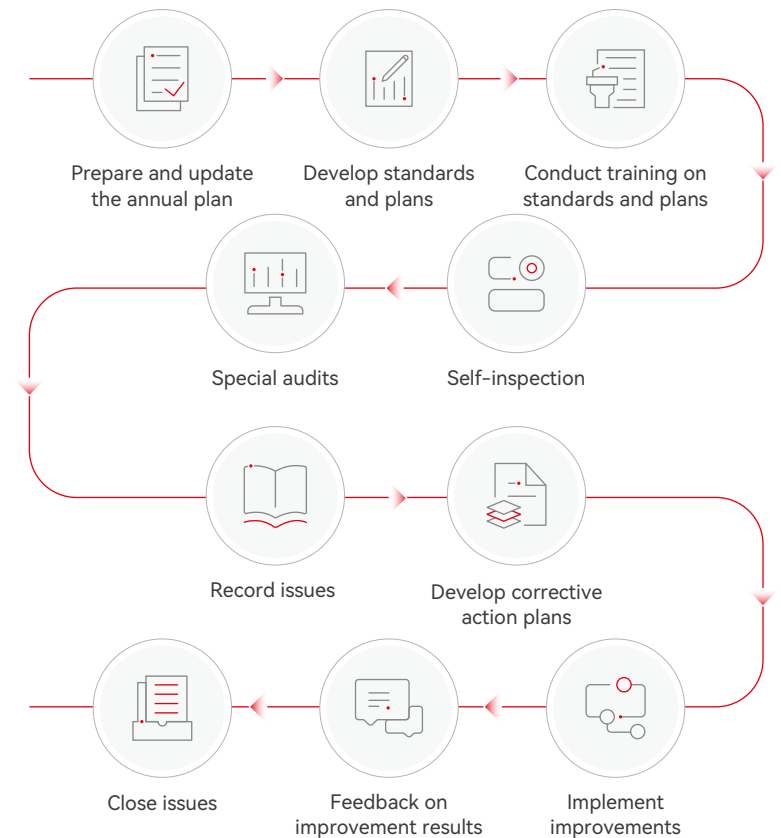 Prepare and update
the annual plan
Develop standards
and plans
Conduct training on
standards and plans
Special audits
Self-inspection
Record issues
Develop corrective
action plans
Close issues
Feedback on
improvement results
Implement
improvements